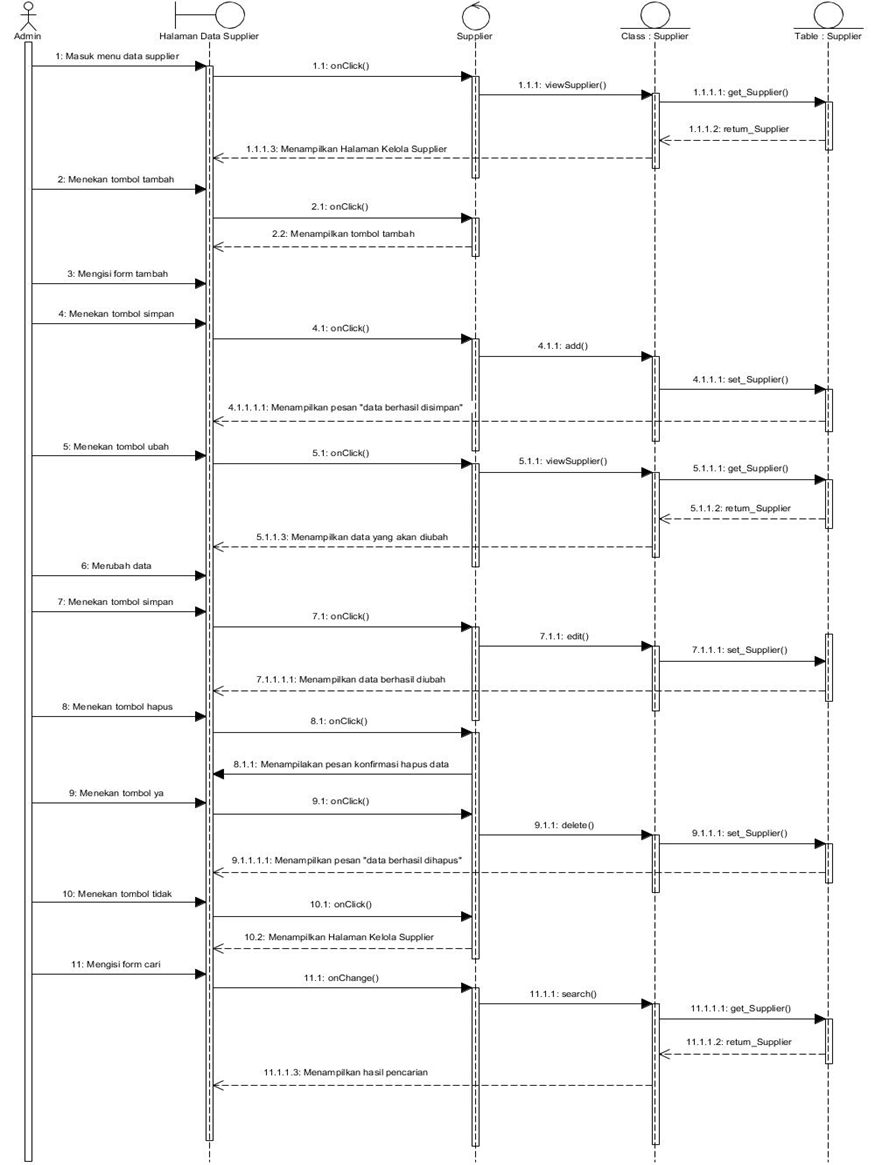 Admin
Halaman Data Supplier
Supplier
Class : Supplier
Table : Supplier
1: Masuk menu data supplier
1.1: onClick()
1.1.1: viewSupplier()
1.1.1.1: get_Supplier()
1.1.1.2: return_Supplier
1.1.1.3: Menampilkan Halaman Kelola Supplier
2: Menekan tombol tambah
2.1: onClick()
2.2: Menampilkan tombol tambah
3: Mengisi form tambah
4: Menekan tombol simpan
4.1: onClick()
4.1.1: add()
4.1.1.1: set_Supplier()
4.1.1.1.1: Menampilkan pesan "data berhasil disimpan"
5: Menekan tombol ubah
5.1: onClick()
5.1.1: viewSupplier()
5.1.1.1: get_Supplier()
5.1.1.2: return_Supplier
5.1.1.3: Menampilkan data yang akan diubah
6: Merubah data
7: Menekan tombol simpan
7.1: onClick()
7.1.1: edit()
7.1.1.1: set_Supplier()
7.1.1.1.1: Menampilkan data berhasil diubah
8: Menekan tombol hapus
8.1: onClick()
8.1.1: Menampilakan pesan konfirmasi hapus data
9: Menekan tombol ya
9.1: onClick()
9.1.1: delete()
9.1.1.1: set_Supplier()
9.1.1.1.1: Menampilkan pesan "data berhasil dihapus"
10: Menekan tombol tidak
10.1: onClick()
10.2: Menampilkan Halaman Kelola Supplier
11: Mengisi form cari
11.1: onChange()
11.1.1: search()
11.1.1.1: get_Supplier()
11.1.1.2: return_Supplier
11.1.1.3: Menampilkan hasil pencarian